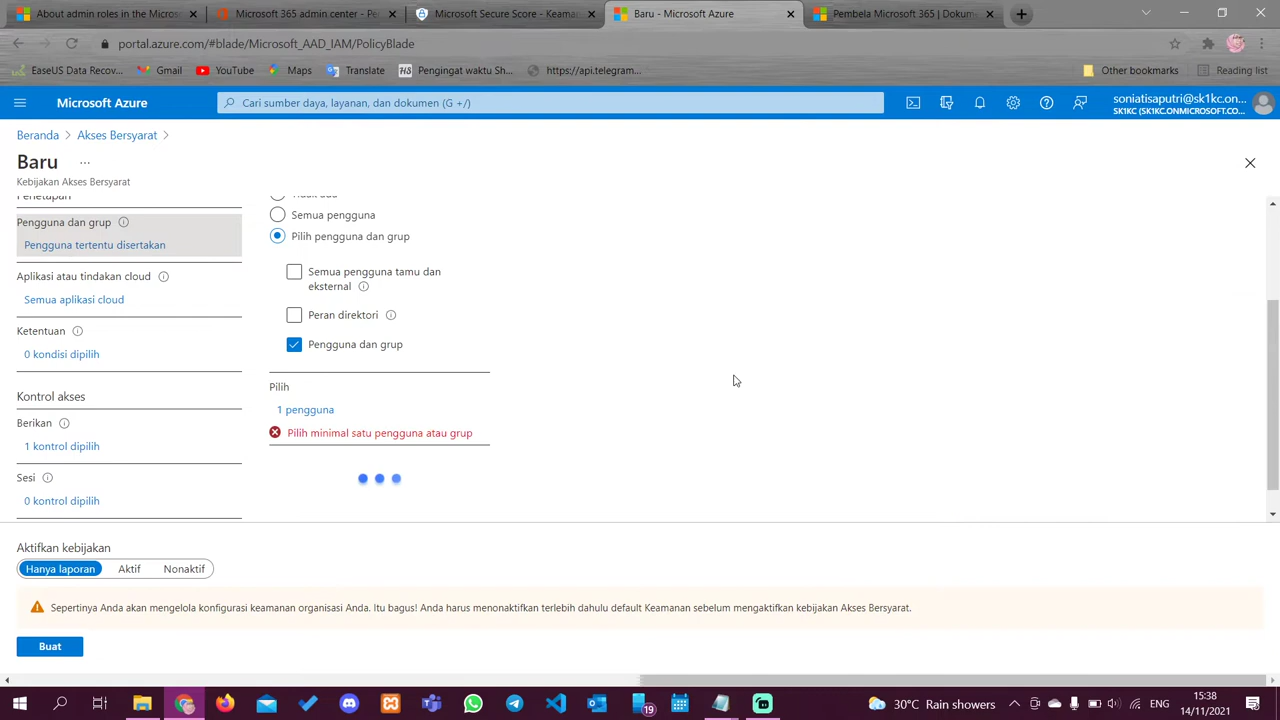 About admin roles in the Micros
Microsoft 365 admin center - Pe
Microsoft Secure Score - Keama
Baru - Microsoft Azure
Pembela Microsoft 365 | Dokum
portal.azure.com/#blade/Microsoft_AAD_IAM/PolicyBlade
EaseUS Data Recov...
Gmail
YouTube
Maps
Translate
HS Pengingat waktu Sh...
https://api.telegram...
Other bookmarks
Reading list
Microsoft Azure
Cari sumber daya, layanan, dan dokumen (G +/)
soniatisaputri@sk1kc.on...
SK1KC (SK1KC.ONMICROSOFT.CO...
Beranda > Akses Bersyarat >
Baru ...
Kebijakan Akses Bersyarat
Penetapan
Pengguna dan grup
Pengguna tertentu disertakan
Aplikasi atau tindakan cloud
Semua aplikasi cloud
Ketentuan
0 kondisi dipilih
Kontrol akses
Berikan
1 kontrol dipilih
Sesi
0 kontrol dipilih
Tidak ada
Semua pengguna
Pilih pengguna dan grup
Semua pengguna tamu dan
eksternal
Peran direktori
Pengguna dan grup
Pilih
1 pengguna
Pilih minimal satu pengguna atau grup
Aktifkan kebijakan
Hanya laporan
Aktif
Nonaktif
Sepertinya Anda akan mengelola konfigurasi keamanan organisasi Anda. Itu bagus! Anda harus menonaktifkan terlebih dahulu default Keamanan sebelum mengaktifkan kebijakan Akses Bersyarat.
Buat
19
30°C Rain showers
ENG
15:38
14/11/2021